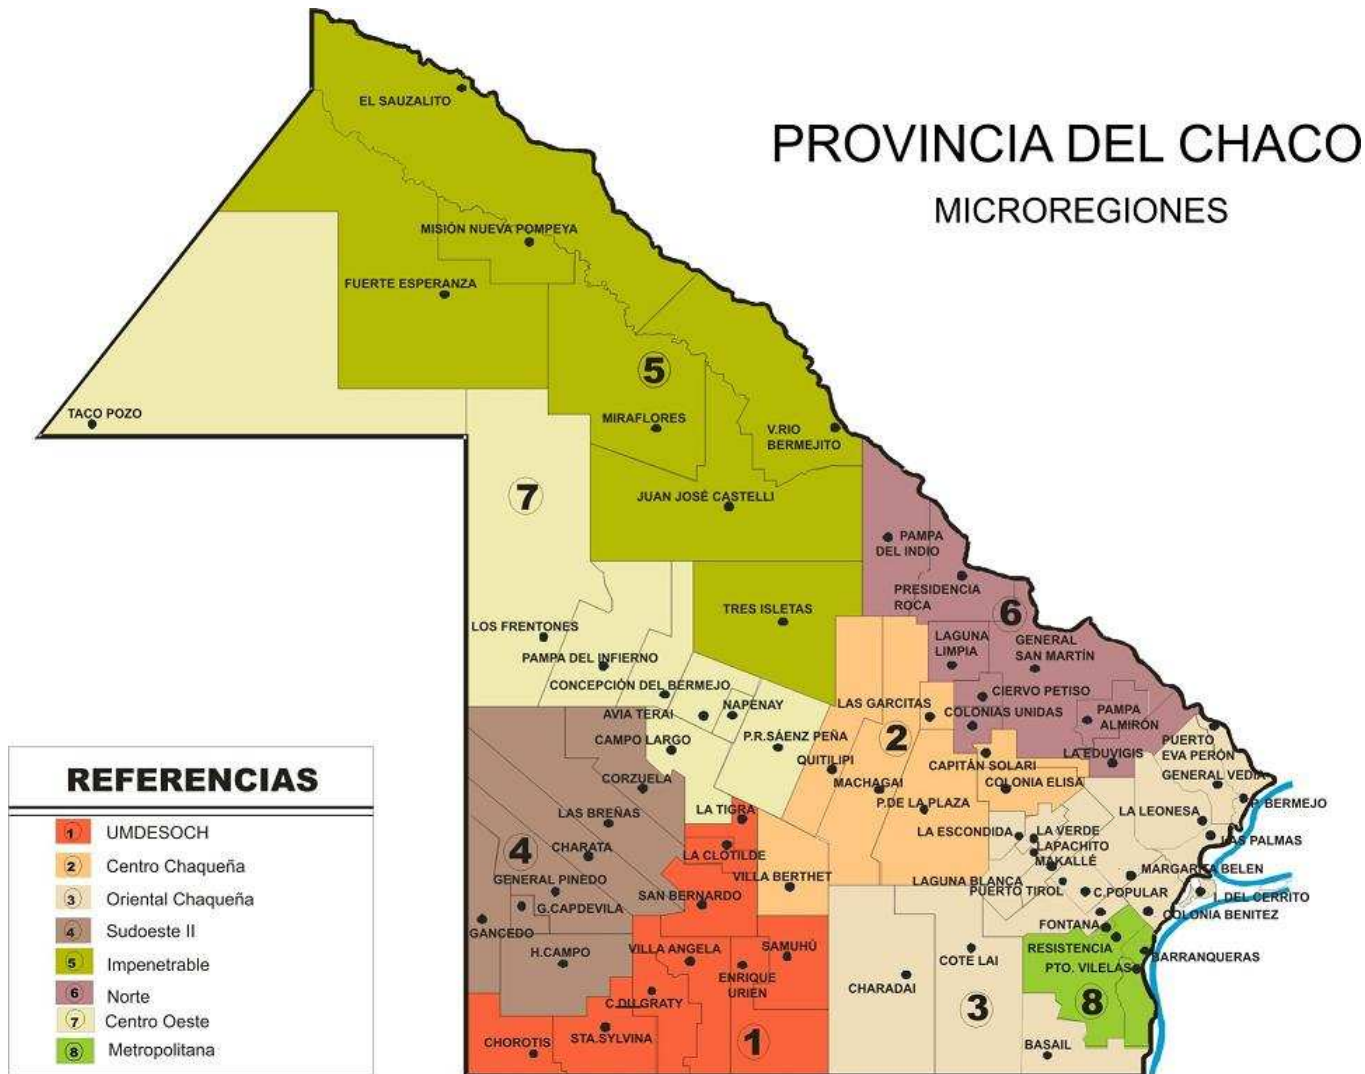 PROVINCIA DEL CHACO
MICROREGIONES
EL SAUZALITO
MISIÓN NUEVA POMPEYA
FUERTE ESPERANZA
5
TACO POZO
MIRAFLORES
V.RIO
BERMEJITO
7
JUAN JOSÉ CASTELLI
PAMPA
DEL INDIO
PRESIDENCIA
ROCA
TRES ISLETAS
6
LOS FRENTONES
LAGUNA
LIMPIA
GENERAL
SAN MARTÍN
PAMPA DEL INFIERNO
CONCEPCIÓN DEL BERMEJO
CIERVO PETISO
AVIA TERAI
NAPENAY
LAS GARCITAS
COLONIAS UNIDAS
PAMPA
ALMIRÓN
CAMPO LARGO
P.R.SÁENZ PEÑA
2
PUERTO
EVA PERÓN
QUITILIPI
CAPITÁN SOLARI
LA EDUVIGIS
CORZUELA
MACHAGAI
COLONIA ELISA
GENERAL VEDIA
LA TIGRA
P.DE LA PLAZA
LA LEONESA
P. BERMEJO
LAS BREÑAS
LA ESCONDIDA
LA VERDE
LAS PALMAS
4
CHARATA
LA CLOTILDE
LAPACHITO
MAKALLÉ
GENERAL PINEDO
VILLA BERTHET
LAGUNA BLANCA
PUERTO TIROL
MARGARITA BELEN
G.CAPDEVILA
SAN BERNARDO
C.POPULAR
I. DEL CERRITO
GANCEDO
FONTANA
COLONIA BENITEZ
H.CAMPO
VILLA ANGELA
SAMUHÚ
COTE LAI
RESISTENCIA
BARRANQUERAS
ENRIQUE
URIEN
CHARADAI
PTO. VILELAS
C.DILGRATY
3
8
CHOROTIS
STA.SYLVINA
1
BASAIL
REFERENCIAS
1 UMDESOCH
2 Centro Chaqueña
3 Oriental Chaqueña
4 Sudoeste II
5 Impenetrable
6 Norte
7 Centro Oeste
8 Metropolitana